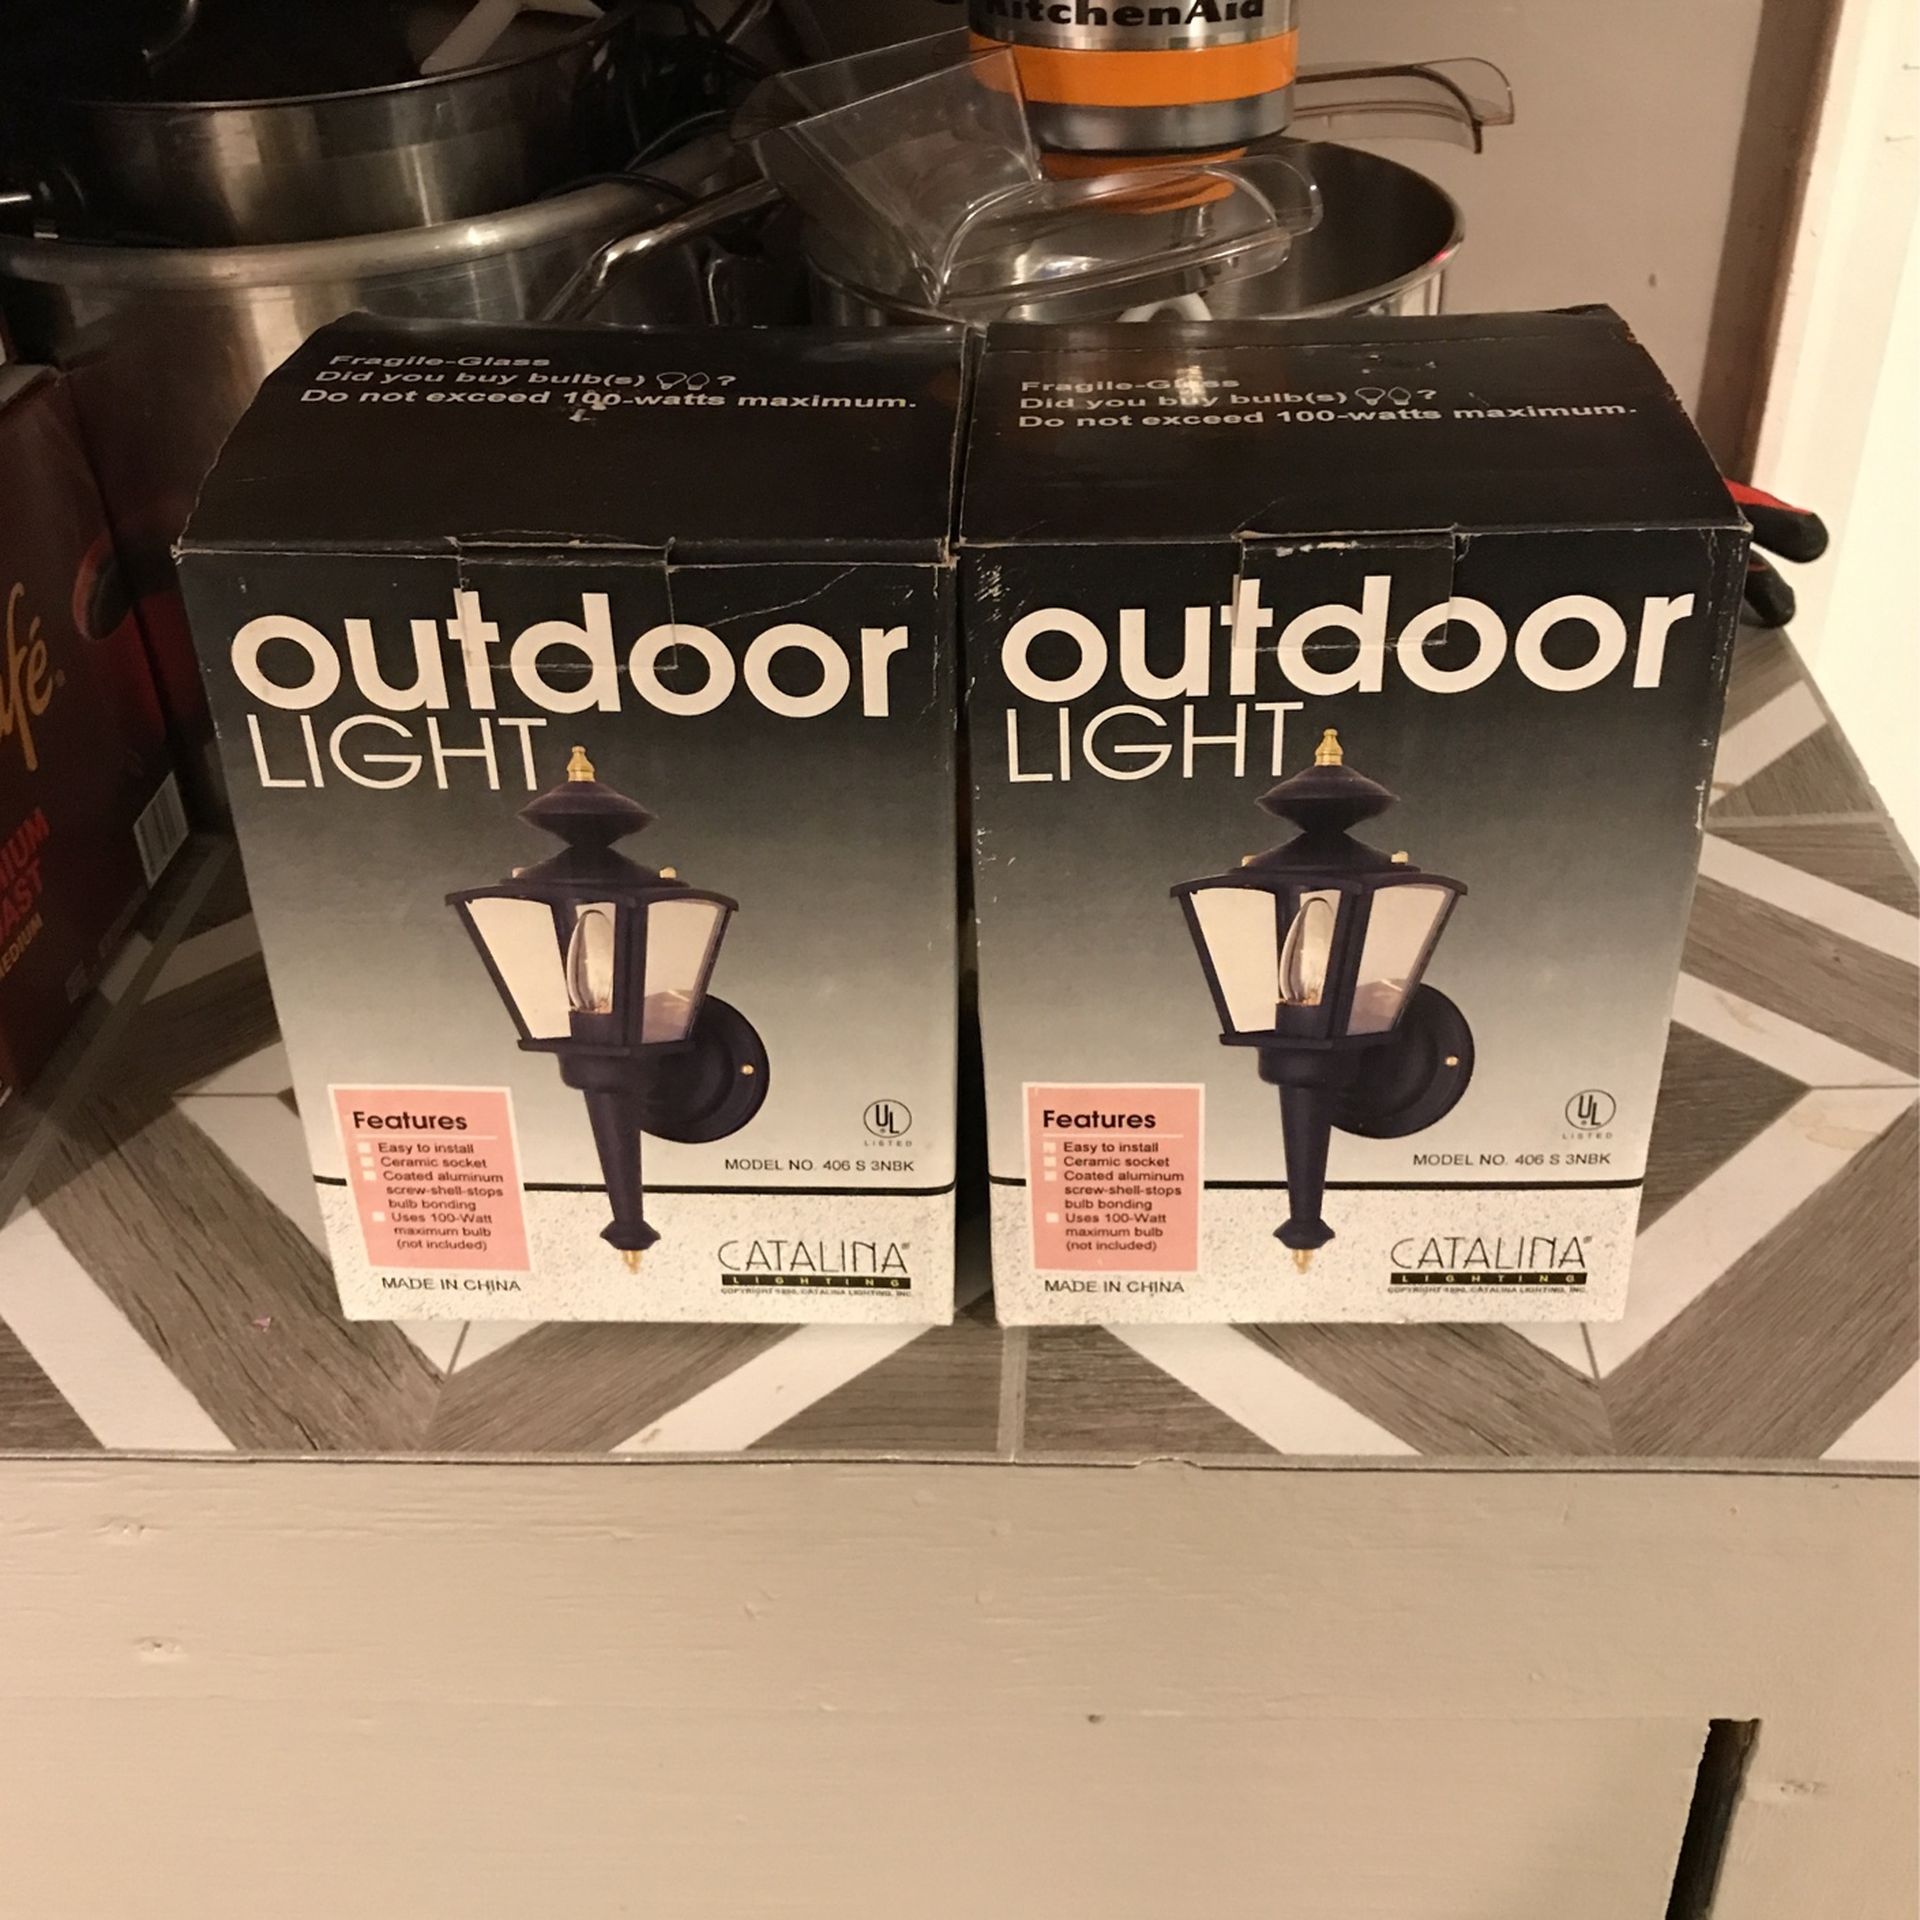 KitchenAid
Fragile-Glass
Did you buy bulb(s) ?
Do not exceed 100-watts maximum.
outdoor
LIGHT
Features
Easy to install
Ceramic socket
Coated aluminum
screw-shell-stops
bulb bonding
Uses 100-Watt
maximum bulb
(not included)
MADE IN CHINA
UL
LISTED
MODEL NO. 406 S 3NBK
CATALINA
LIGHTING
Fragile-Glass
Did you buy bulb(s) ?
Do not exceed 100-watts maximum.
outdoor
LIGHT
Features
Easy to install
Ceramic socket
Coated aluminum
screw-shell-stops
bulb bonding
Uses 100-Watt
maximum bulb
(not included)
MADE IN CHINA
UL
LISTED
MODEL NO. 406 S 3NBK
CATALINA
LIGHTING